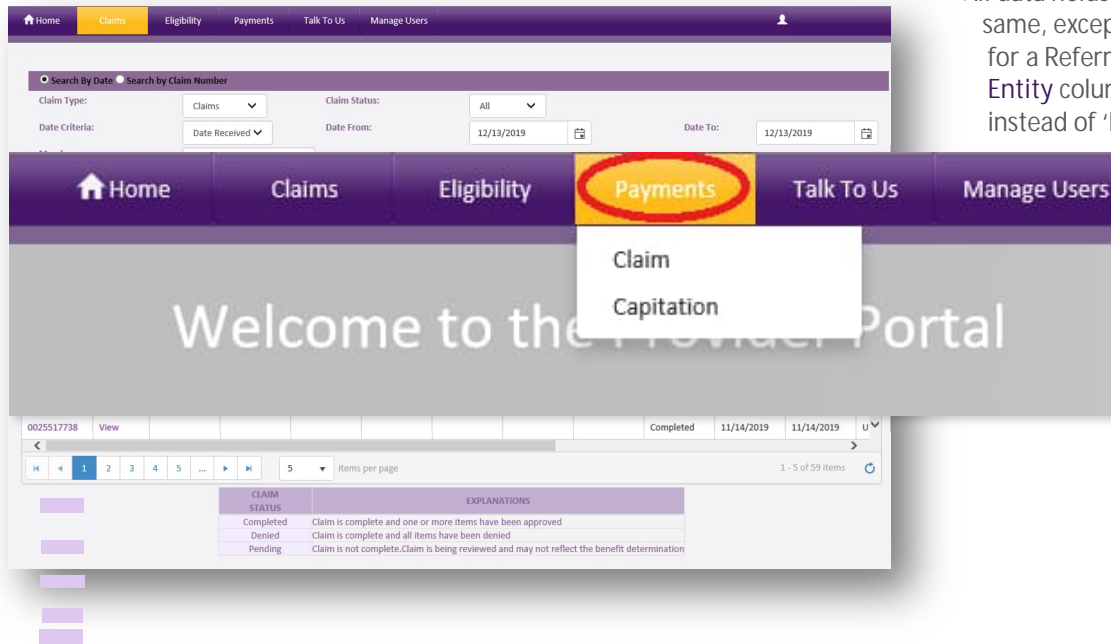 Home Claims Eligibility Payments Talk To Us Manage Users
same, excep
for a Referr
Entity colur
instead of '
Search By Date Search by Claim Number
Claim Type: Claims Claim Status: All
Date Criteria: Date Received Date From: 12/13/2019 Date To: 12/13/2019
Home Claims Eligibility Payments Talk To Us Manage Users
Claim
Capitation
Welcome to the Provider Portal
0025517738 View Completed 11/14/2019 11/14/2019 U
1 2 3 4 5 ... 5 items per page 1 - 5 of 59 items
CLAIM STATUS EXPLANATIONS
Completed Claim is complete and one or more items have been approved
Denied Claim is complete and all items have been denied
Pending Claim is not complete.Claim is being reviewed and may not reflect the benefit determination